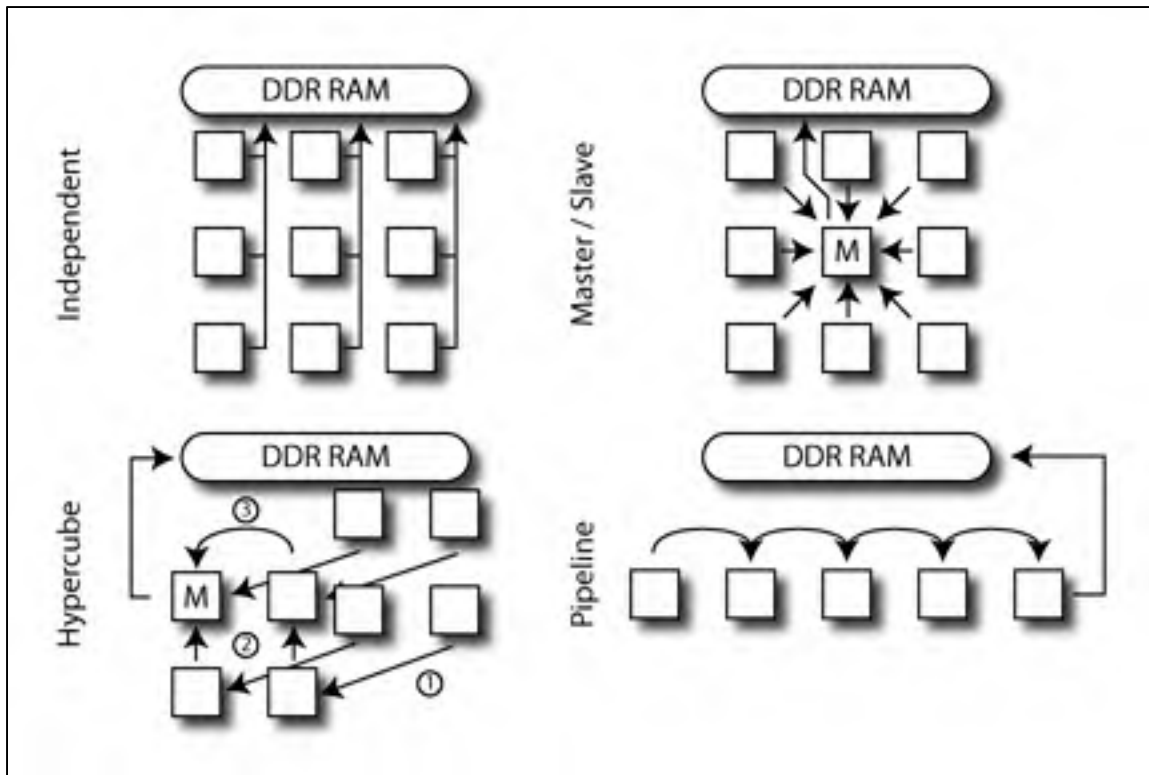 Independent
DDR RAM
Master / Slave
DDR RAM
M
Hypercube
DDR RAM
3
M
2
1
Pipeline
DDR RAM